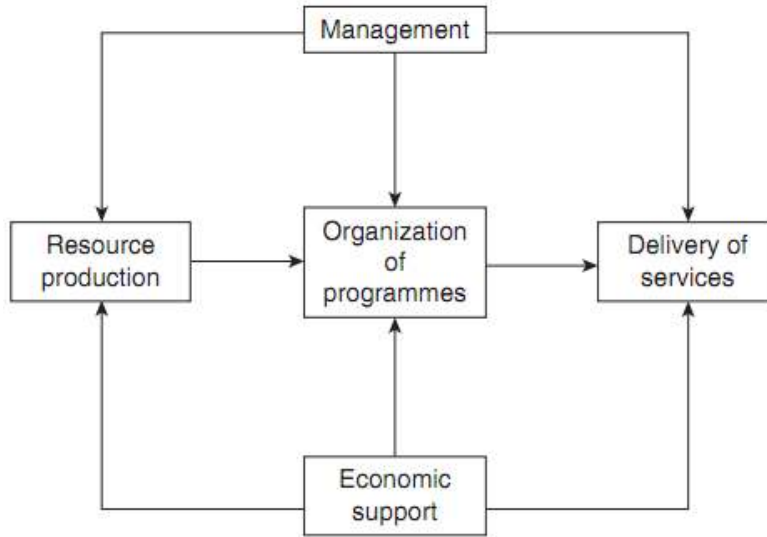 Management
Resource
production
Organization
of
programmes
Delivery of
services
Economic
support